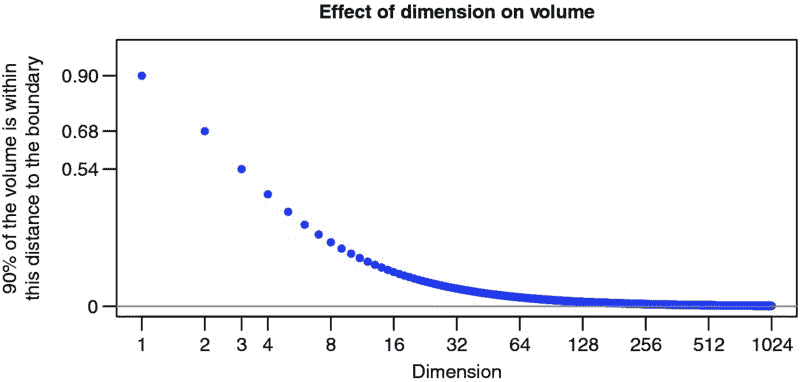 Effect of dimension on volume
90% of the volume is within
this distance to the boundary
0.90
0.68
0.54
0
1 2 3 4 8 16 32 64 128 256 512 1024
Dimension